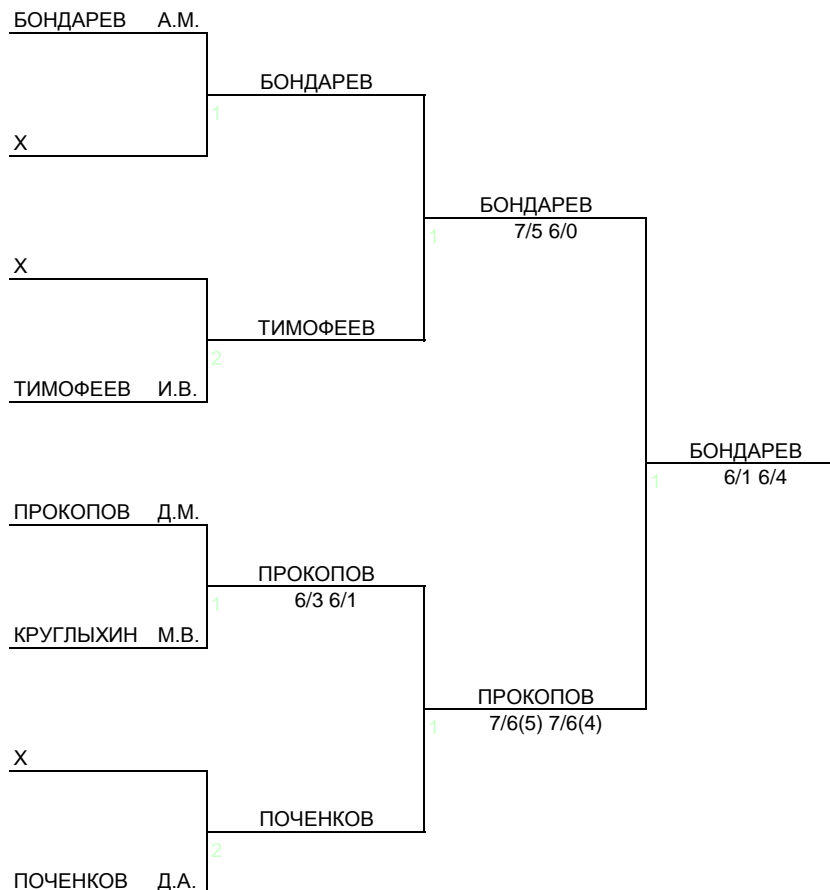 БОНДАРЕВ А.М.
БОНДАРЕВ
1
Х
БОНДАРЕВ
7/5 6/0
1
Х
ТИМОФЕЕВ
2
ТИМОФЕЕВ И.В.
БОНДАРЕВ
6/1 6/4
1
ПРОКОПОВ Д.М.
ПРОКОПОВ
6/3 6/1
1
КРУГЛЫХИН М.В.
ПРОКОПОВ
7/6(5) 7/6(4)
1
Х
ПОЧЕНКОВ
2
ПОЧЕНКОВ Д.А.